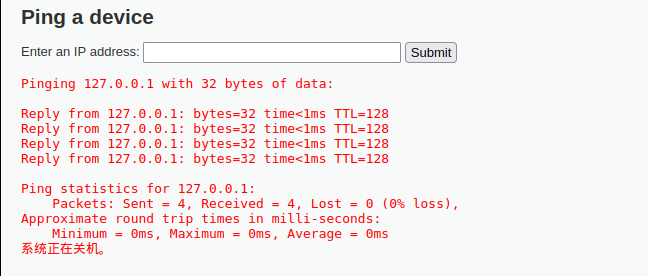 Ping a device
Enter an IP address: Submit
Pinging 127.0.0.1 with 32 bytes of data:
Reply from 127.0.0.1: bytes=32 time<1ms TTL=128
Reply from 127.0.0.1: bytes=32 time<1ms TTL=128
Reply from 127.0.0.1: bytes=32 time<1ms TTL=128
Reply from 127.0.0.1: bytes=32 time<1ms TTL=128
Ping statistics for 127.0.0.1:
Packets: Sent = 4, Received = 4, Lost = 0 (0% loss),
Approximate round trip times in milli-seconds:
Minimum = 0ms, Maximum = 0ms, Average = 0ms
系统正在关机。